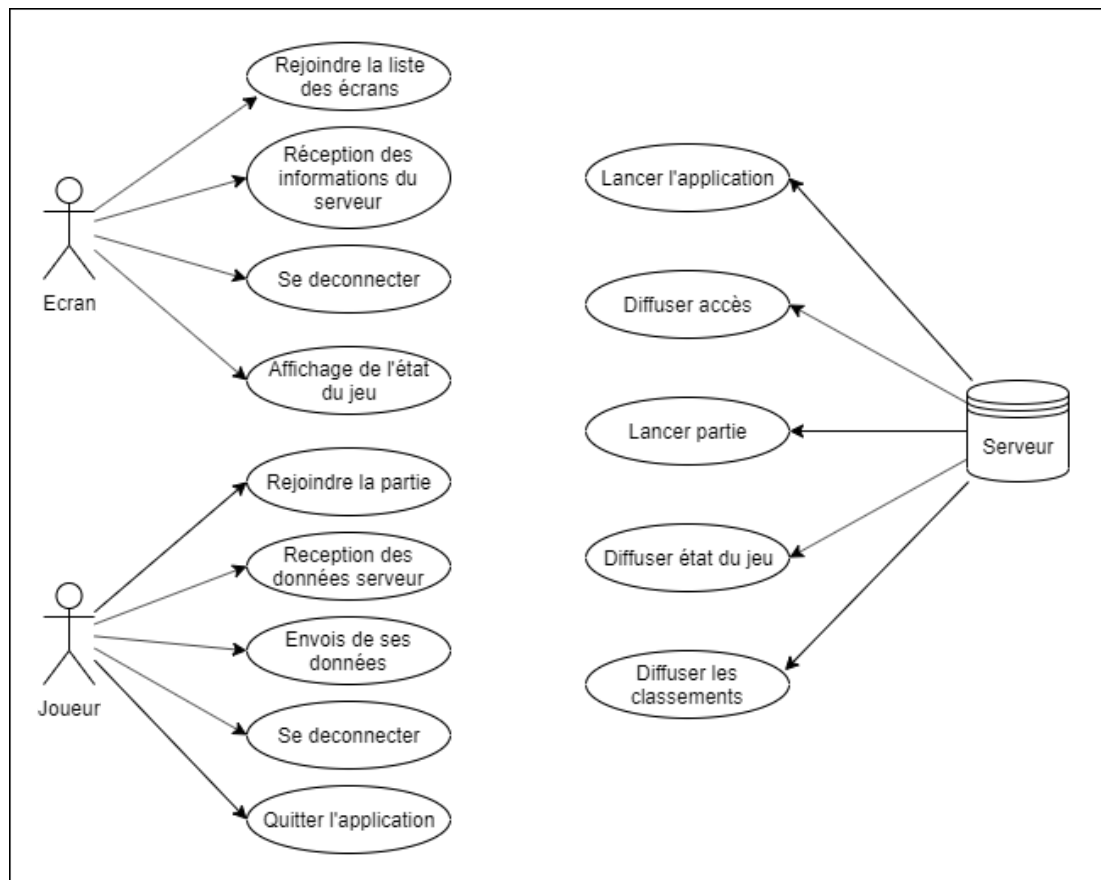 Rejoindre la liste
des écrans
Réception des
informations du
serveur
Se deconnecter
Affichage de l'état
du jeu
Ecran
Rejoindre la partie
Reception des
données serveur
Envois de ses
données
Se deconnecter
Quitter l'application
Joueur
Lancer l'application
Diffuser accès
Lancer partie
Diffuser état du jeu
Diffuser les
classements
Serveur